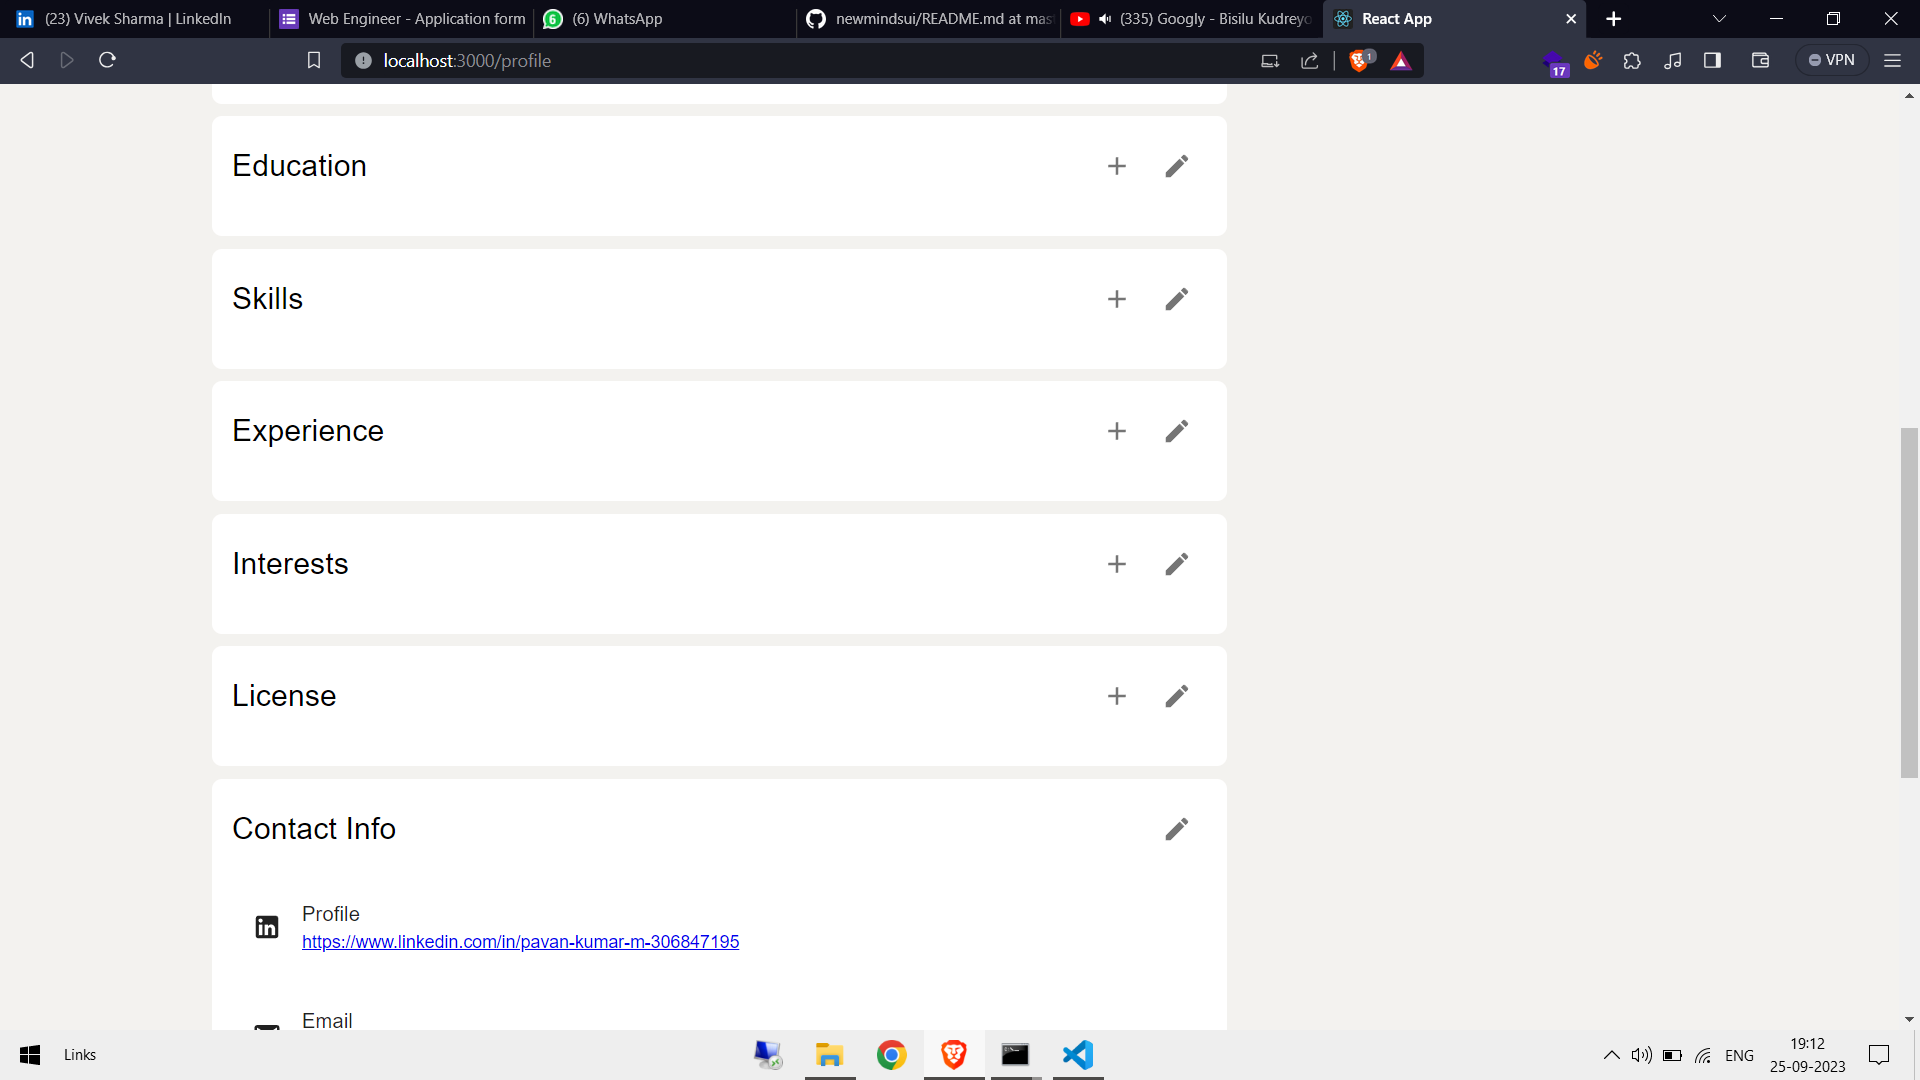 (23) Vivek Sharma | LinkedIn
Web Engineer - Application form
(6) WhatsApp
newmindsui/README.md at mas
(335) Googly - Bisilu Kudreyo
React App
localhost:3000/profile
1
17
VPN
Education
Skills
Experience
Interests
License
Contact Info
Profile
https://www.linkedin.com/in/pavan-kumar-m-306847195
Email
Links
ENG
19:12
25-09-2023